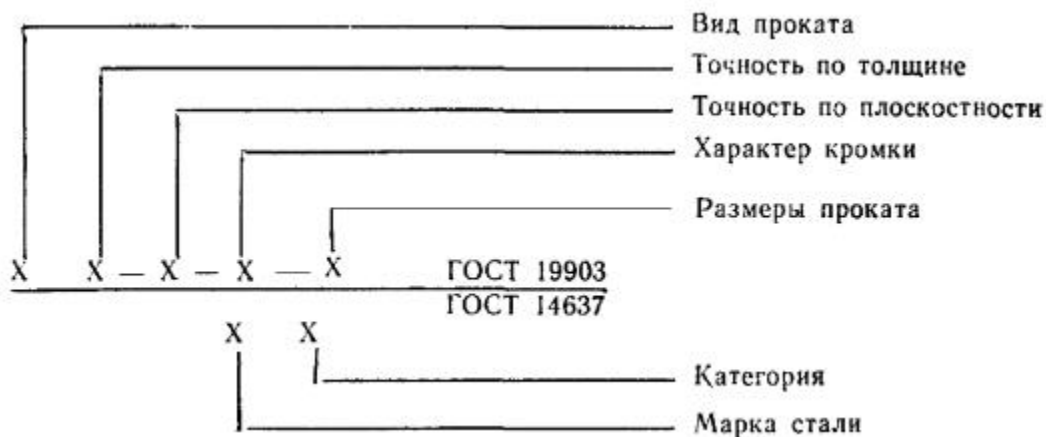 Вид проката
Точность по толщине
Точность по плоскостности
Характер кромки
Размеры проката
X X — X — X — X ГОСТ 19903
ГОСТ 14637
X X
Категория
Марка стали